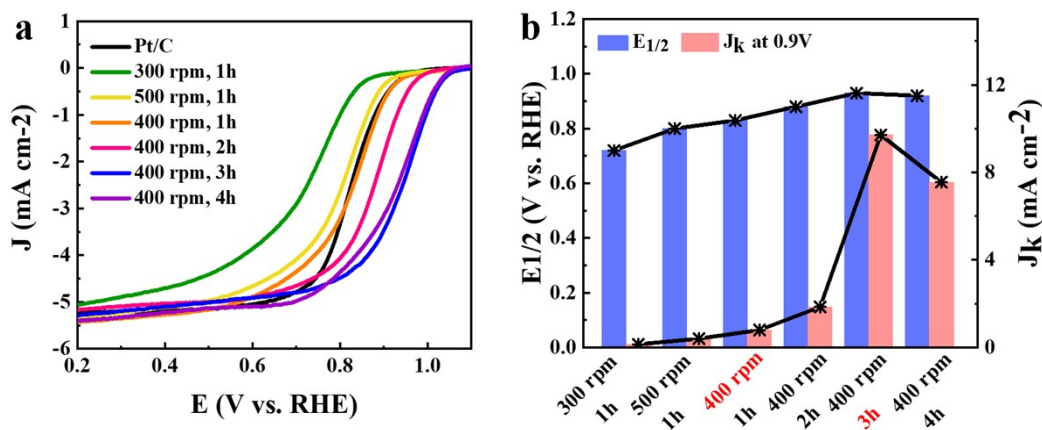 a
1
0
-1
-2
-3
-4
-5
-6
J (mA cm-2)
Pt/C
300 rpm, 1h
500 rpm, 1h
400 rpm, 1h
400 rpm, 2h
400 rpm, 3h
400 rpm, 4h
0.2 0.4 0.6 0.8 1.0
E (V vs. RHE)
b
1.2
1.0
0.8
0.6
0.4
0.2
0.0
E1/2 (V vs. RHE)
E1/2 Jk at 0.9V
12
8
4
0
Jk (mA cm−2)
300 rpm 1h
500 rpm 1h
400 rpm 1h
400 rpm 2h
400 rpm 3h
400 rpm 4h